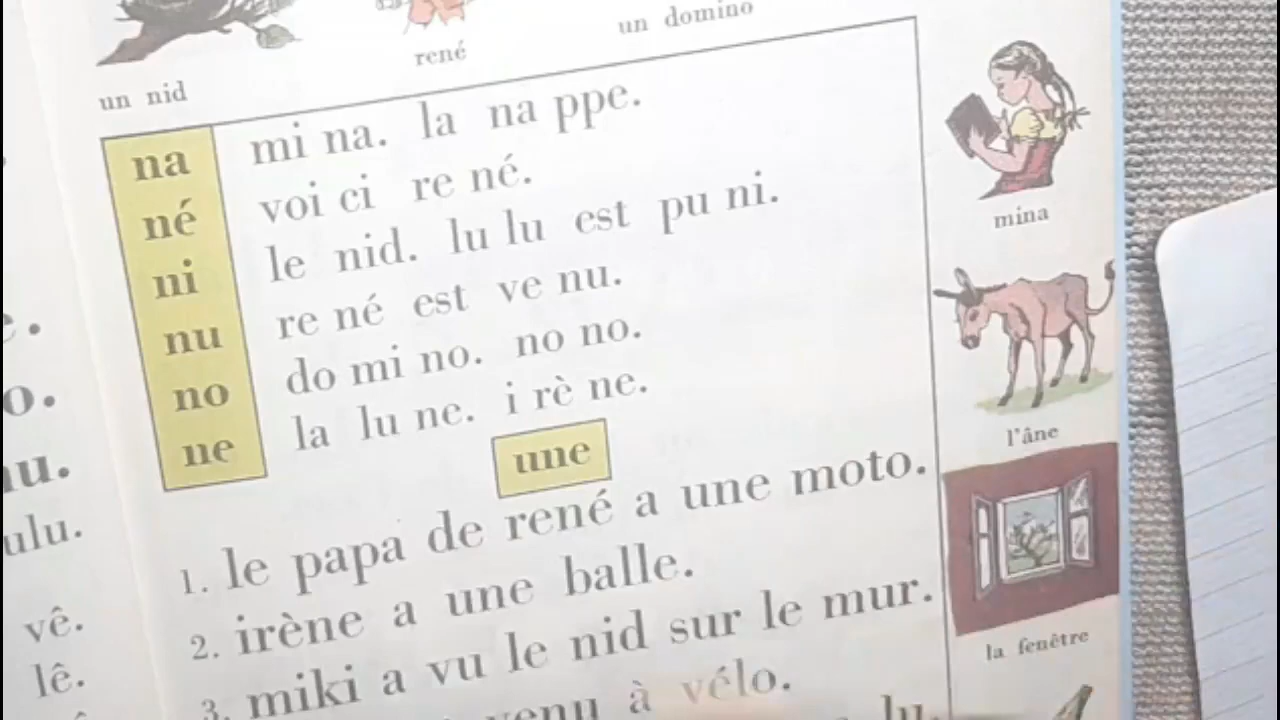 un nid
rené
un domino
na
né
ni
nu
no
ne
mi na. la na ppe.
voi ci re né.
le nid. lu lu est pu ni.
re né est ve nu.
do mi no. no no.
la lu ne. i rè ne.
une
1. le papa de rené a une moto.
2. irène a une balle.
3. miki a vu le nid sur le mur.
venu à vélo.
lu.
mina
l'âne
la fenêtre
vê.
lê.